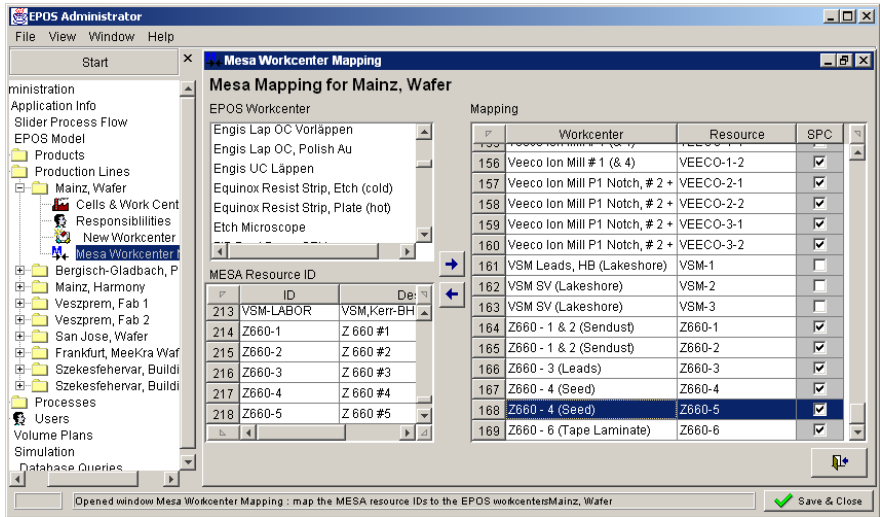 EPOS Administrator
File View Window Help
Start
ministration
Application Info
Slider Process Flow
EPOS Model
Products
Production Lines
Mainz, Wafer
Cells & Work Cent
Responsiblilities
New Workcenter
Mesa Workcenter M
Bergisch-Gladbach, P
Mainz, Harmony
Veszprem, Fab 1
Veszprem, Fab 2
San Jose, Wafer
Frankfurt, MeeKra Waf
Szekesfehervar, Buildi
Szekesfehervar, Buildi
Processes
Users
Volume Plans
Simulation
Database Queries
Mesa Workcenter Mapping
Mesa Mapping for Mainz, Wafer
EPOS Workcenter
Engis Lap OC Vorläppen
Engis Lap OC, Polish Au
Engis UC Läppen
Equinox Resist Strip, Etch (cold)
Equinox Resist Strip, Plate (hot)
Etch Microscope
MESA Resource ID
ID Des
213 VSM-LABOR VSM,Kerr-BH
214 Z660-1 Z 660 #1
215 Z660-2 Z 660 #2
216 Z660-3 Z 660 #3
217 Z660-4 Z 660 #4
218 Z660-5 Z 660 #5
Mapping
Workcenter Resource SPC
156 Veeco Ion Mill # 1 (& 4) VEECO-1-2
157 Veeco Ion Mill P1 Notch, # 2 + VEECO-2-1
158 Veeco Ion Mill P1 Notch, # 2 + VEECO-2-2
159 Veeco Ion Mill P1 Notch, # 2 + VEECO-3-1
160 Veeco Ion Mill P1 Notch, # 2 + VEECO-3-2
161 VSM Leads, HB (Lakeshore) VSM-1
162 VSM SV (Lakeshore) VSM-2
163 VSM SV (Lakeshore) VSM-3
164 Z660 - 1 & 2 (Sendust) Z660-1
165 Z660 - 1 & 2 (Sendust) Z660-2
166 Z660 - 3 (Leads) Z660-3
167 Z660 - 4 (Seed) Z660-4
168 Z660 - 4 (Seed) Z660-5
169 Z660 - 6 (Tape Laminate) Z660-6
Opened window Mesa Workcenter Mapping : map the MESA resource IDs to the EPOS workcentersMainz, Wafer
Save & Close